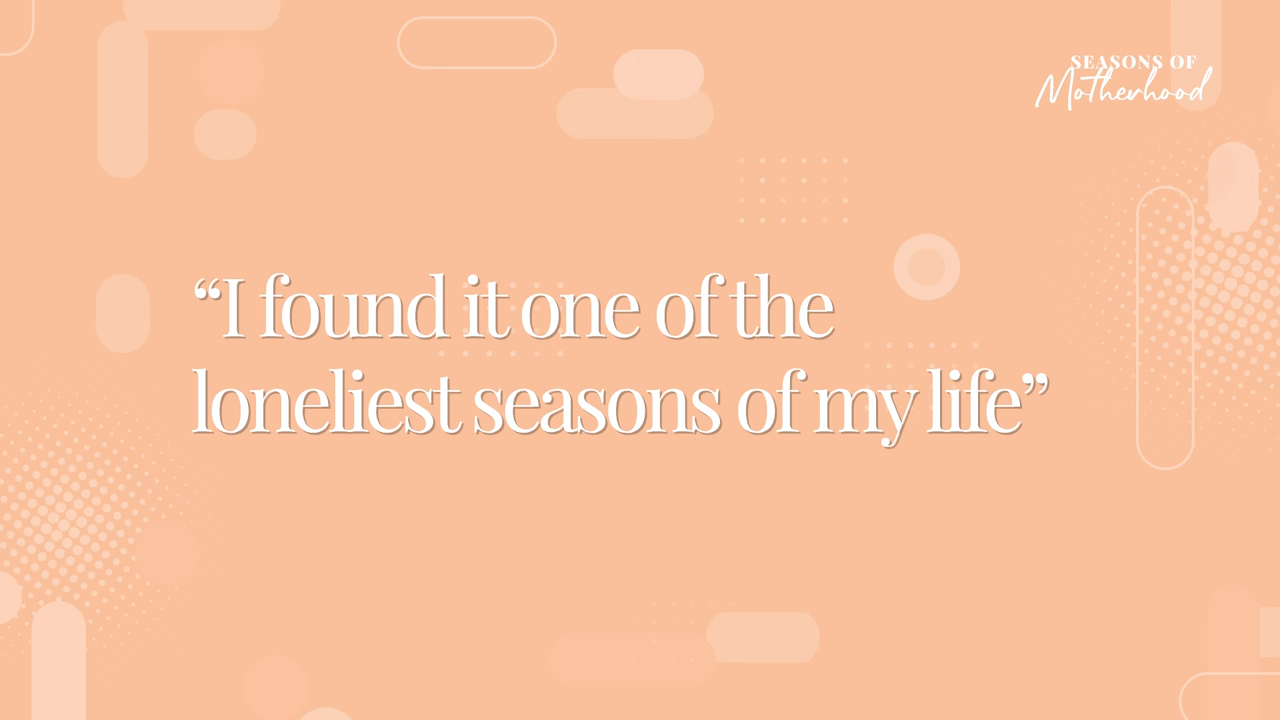 SEASONS OF
Motherhood
“I found it one of the
loneliest seasons of my life”